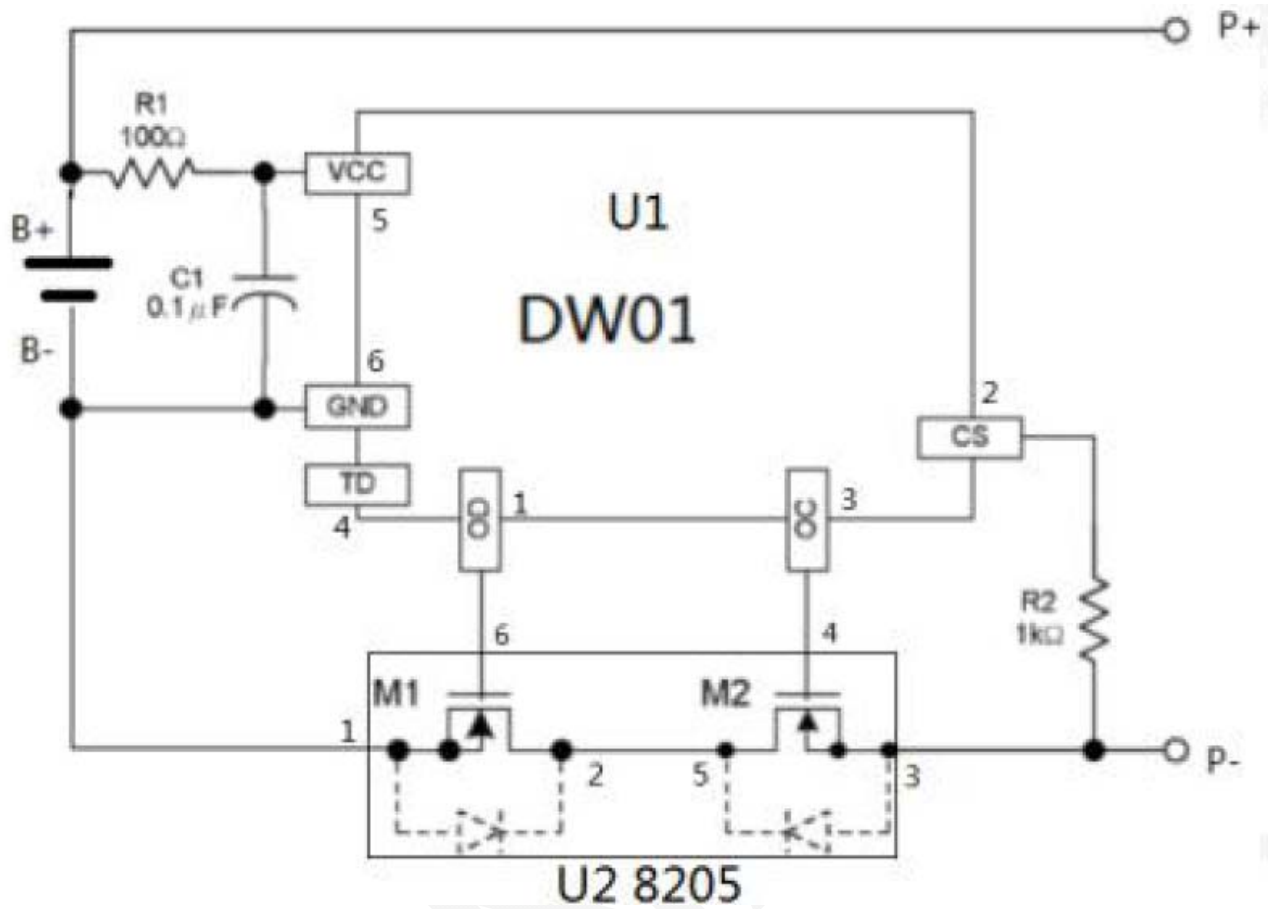 P+
R1
100Ω
VCC
5
U1
B+
C1
0.1μF
DW01
B-
6
GND
2
CS
TD
4
OD
1
OC
3
R2
1kΩ
6
4
M1
M2
1
2
5
3
P-
U2 8205